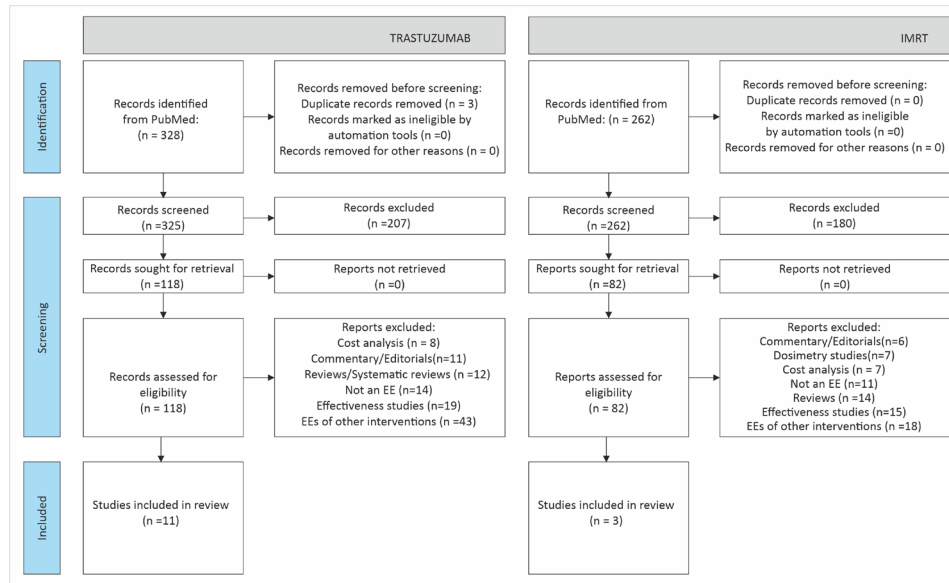 TRASTUZUMAB
IMRT
Identification
Records identified
from PubMed:
(n = 328)
Records removed before screening:
Duplicate records removed (n = 3)
Records marked as ineligible by
automation tools (n =0)
Records removed for other reasons (n = 0)
Records identified from
PubMed: (n = 262)
Records removed before screening:
Duplicate records removed (n = 0)
Records marked as ineligible
by automation tools (n =0)
Records removed for other reasons (n = 0)
Screening
Records screened
(n =325)
Records excluded
(n =207)
Records screened
(n =262)
Records excluded
(n =180)
Records sought for retrieval
(n =118)
Reports not retrieved
(n =0)
Reports sought for retrieval
(n =82)
Reports not retrieved
(n =0)
Records assessed for
eligibility
(n = 118)
Reports excluded:
Cost analysis (n = 8)
Commentary/Editorials(n=11)
Reviews/Systematic reviews (n =12)
Not an EE (n=14)
Effectiveness studies(n=19)
EEs of other interventions (n=43)
Reports assessed for
eligibility
(n = 82)
Reports excluded:
Commentary/Editorials(n=6)
Dosimetry studies(n=7)
Cost analysis (n = 7)
Not an EE(n=11)
Reviews (n=14)
Effectiveness studies(n=15)
EEs of other interventions (n=18)
Included
Studies included in review
(n =11)
Studies included in review
(n = 3)